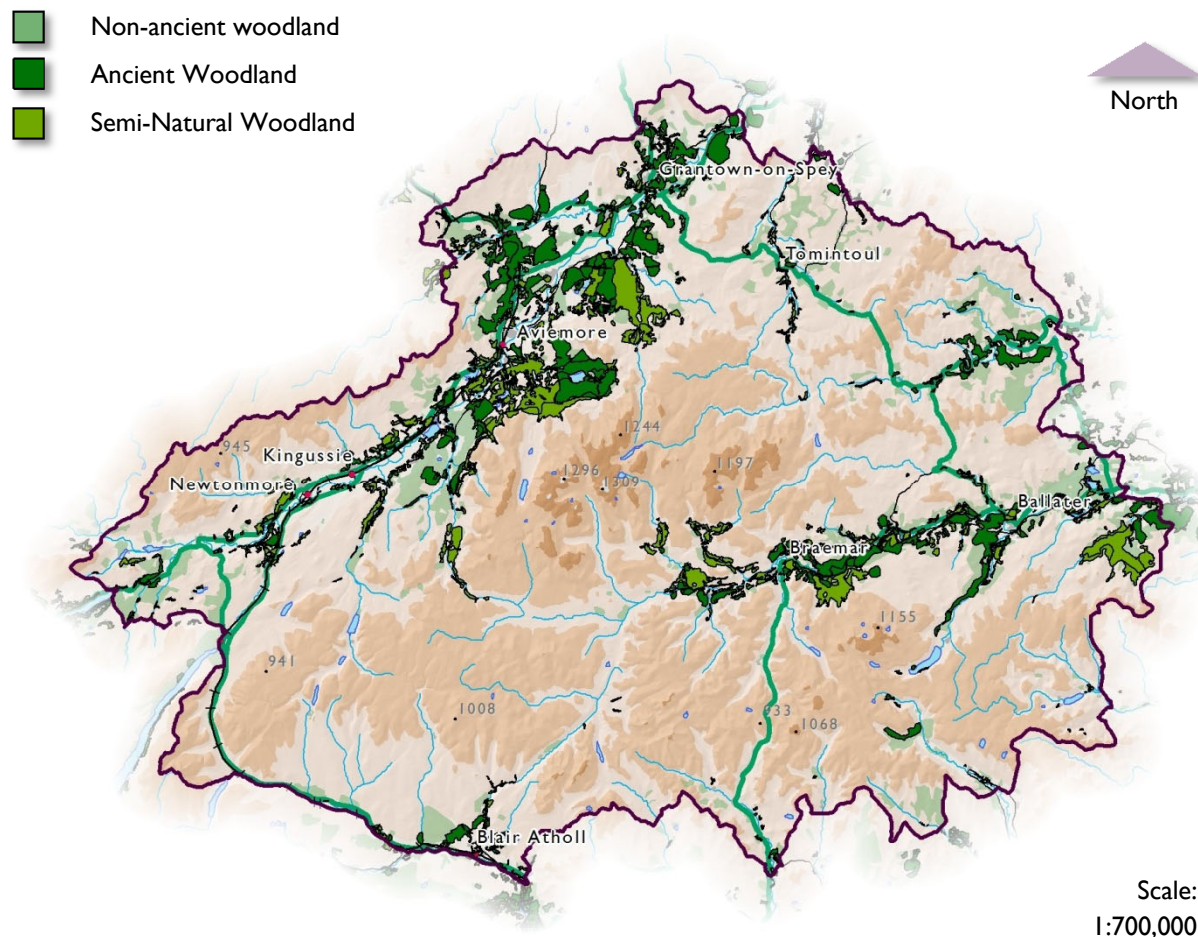 Non-ancient woodland
Ancient Woodland
Semi-Natural Woodland
North
Grantown-on-Spey
Tomintoul
Aviemore
1244
945
Kingussie
1296
1197
1309
Newtonmore
Ballater
Braemar
1155
941
1008
933
1068
Blair Atholl
Scale:
1:700,000